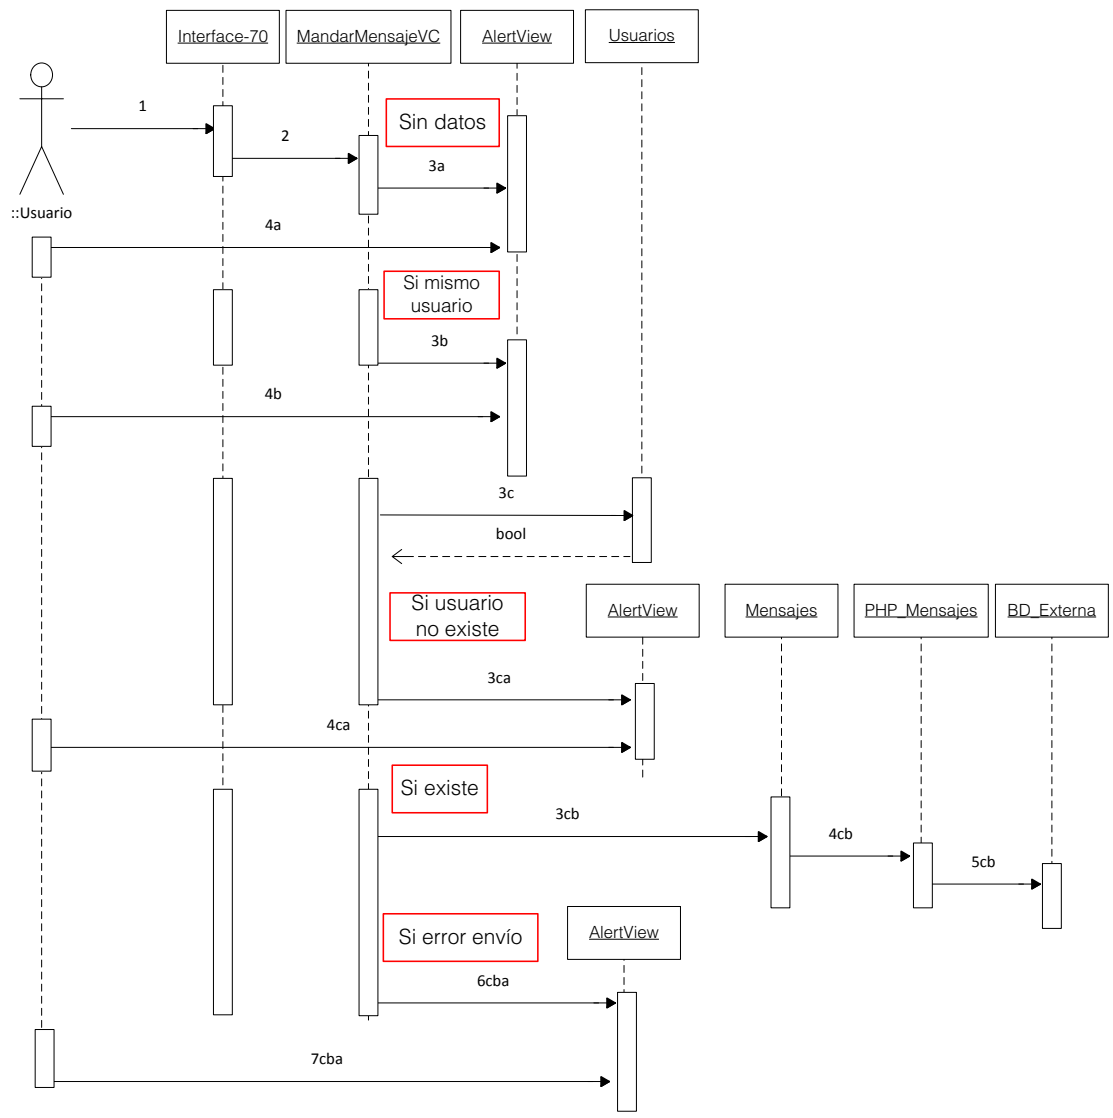 Interface-70
MandarMensajeVC
AlertView
Usuarios
1
2
Sin datos
3a
::Usuario
4a
Si mismo
usuario
3b
4b
3c
bool
Si usuario
no existe
AlertView
Mensajes
PHP_Mensajes
BD_Externa
3ca
4ca
Si existe
3cb
4cb
5cb
Si error envío
AlertView
6cba
7cba